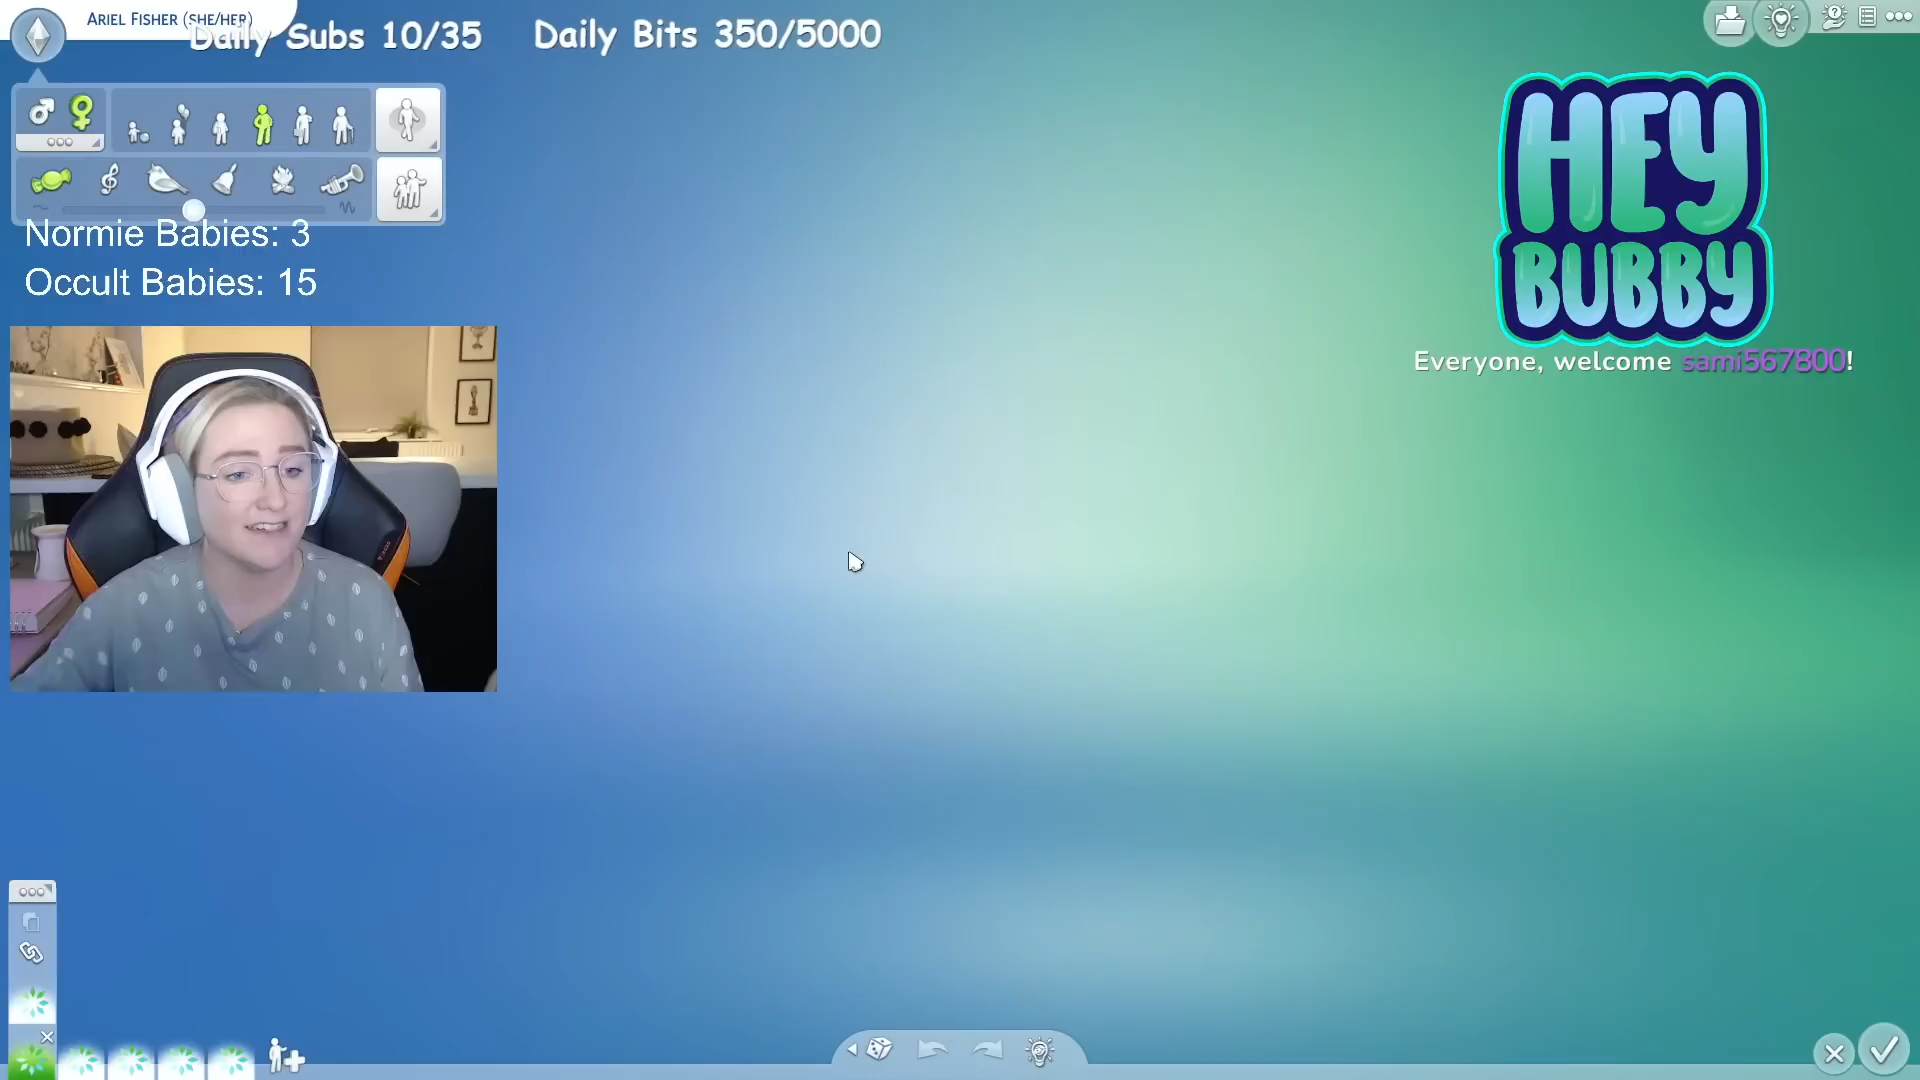 ARIEL FISHER (SHE/HER)
Daily Subs 10/35 Daily Bits 350/5000
Normie Babies: 3
Occult Babies: 15
HEY
BUBBY
Everyone, welcome sami567800!